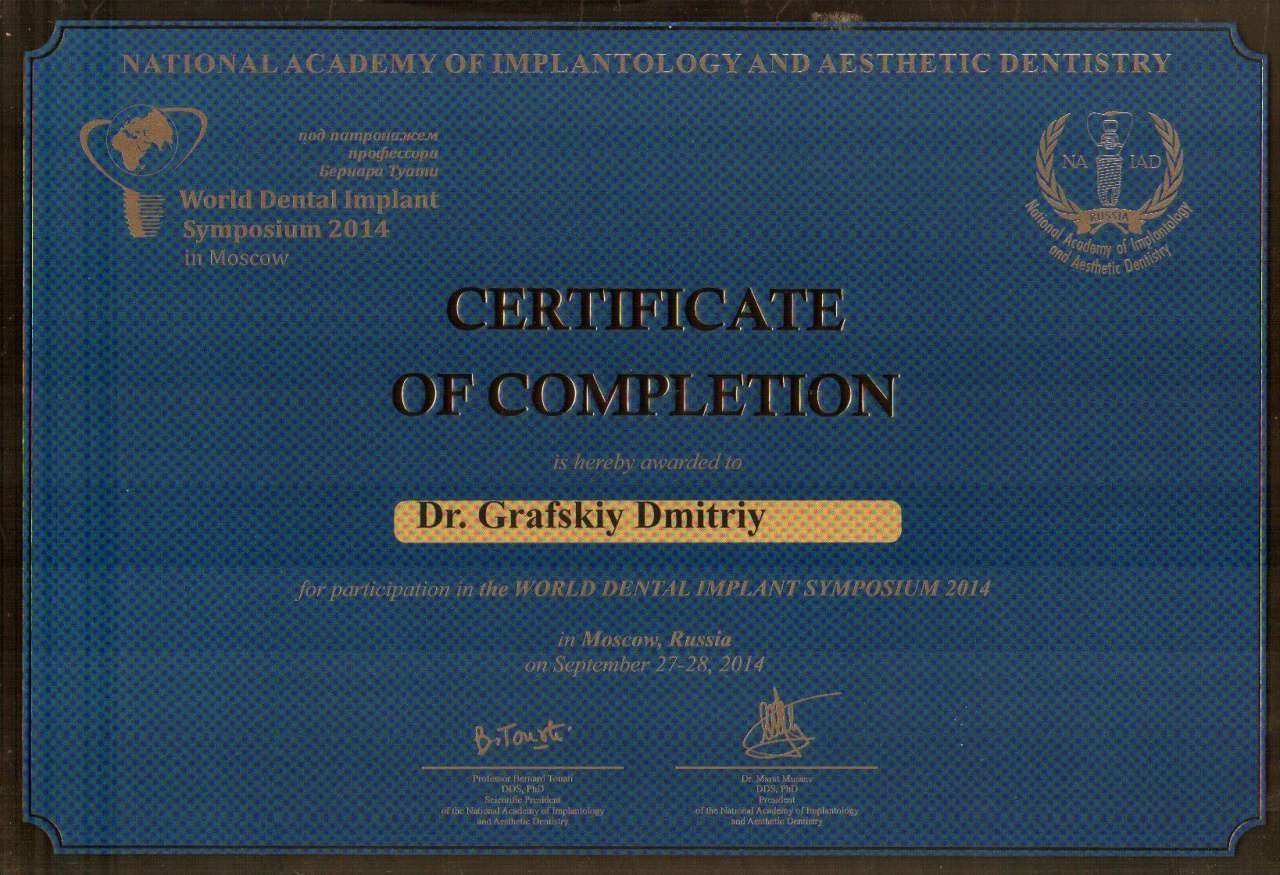 NATIONAL ACADEMY OF IMPLANTOLOGY AND AESTHETIC DENTISTRY
под патронажем
профессора
Бернара Туати
World Dental Implant
Symposium 2014
in Moscow
NA IAD
RUSSIA
National Academy of Implantology
and Aesthetic Dentistry
CERTIFICATE
OF COMPLETION
is hereby awarded to
Dr. Grafskiy Dmitriy
for participation in the WORLD DENTAL IMPLANT SYMPOSIUM 2014
in Moscow, Russia
on September 27-28, 2014
B. Touati
Professor Bernard Touati
DDS, PhD
Scientific President
of the National Academy of Implantology
and Aesthetic Dentistry
Dr. Marat Mamaev
DDS, PhD
President
of the National Academy of Implantology
and Aesthetic Dentistry